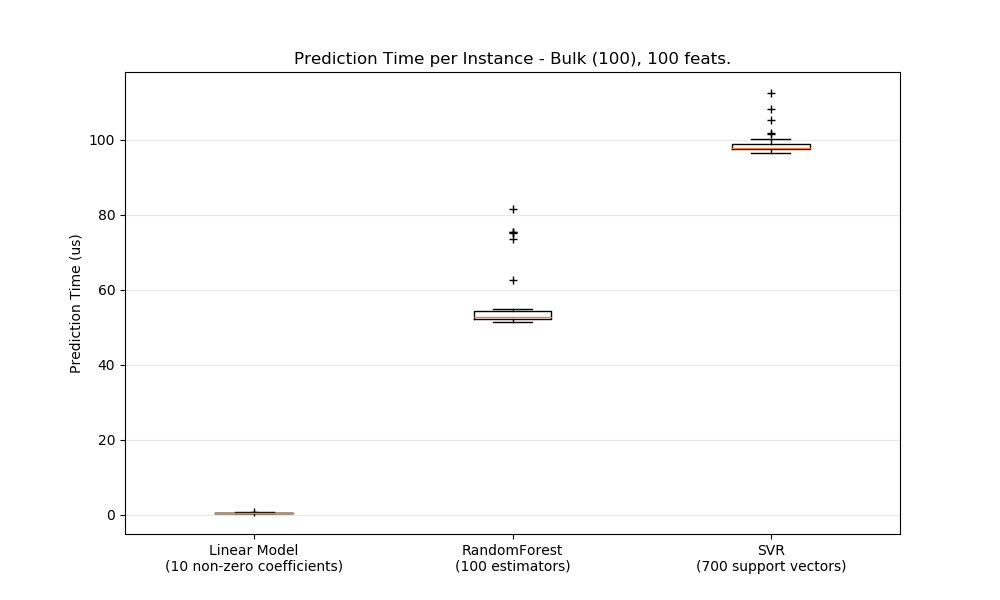 Prediction Time per Instance - Bulk (100), 100 feats.
Prediction Time (us)
100
80
60
40
20
0
Linear Model
(10 non-zero coefficients)
RandomForest
(100 estimators)
SVR
(700 support vectors)